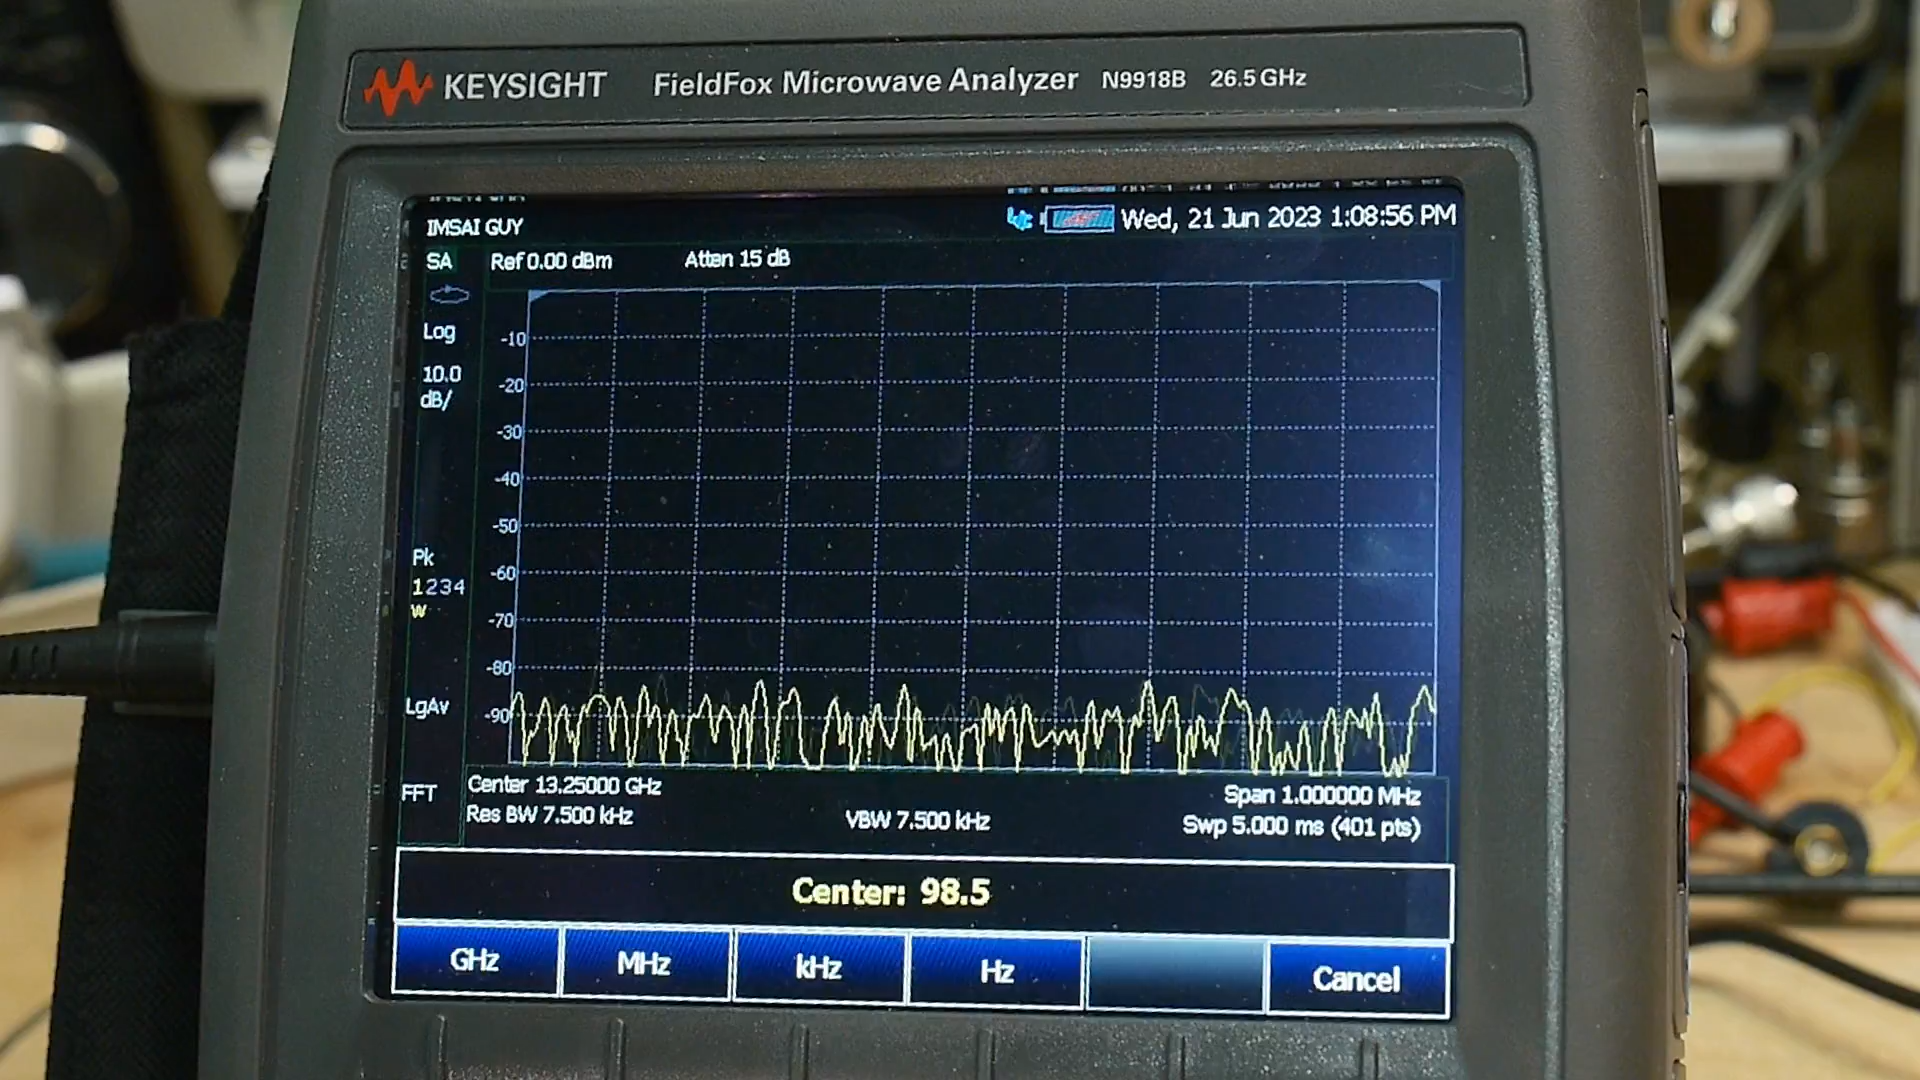 KEYSIGHT FieldFox Microwave Analyzer N9918B 26.5 GHz
IMSAI GUY Wed, 21 Jun 2023 1:08:56 PM
SA Ref 0.00 dBm Atten 15 dB
Log
10.0
dB/
-10
-20
-30
-40
-50
Pk
1234
W
-60
-70
-80
LgAv
-90
FFT
Center 13.25000 GHz Span 1.000000 MHz
Res BW 7.500 kHz VBW 7.500 kHz Swp 5.000 ms (401 pts)
Center: 98.5
GHz MHz kHz Hz Cancel